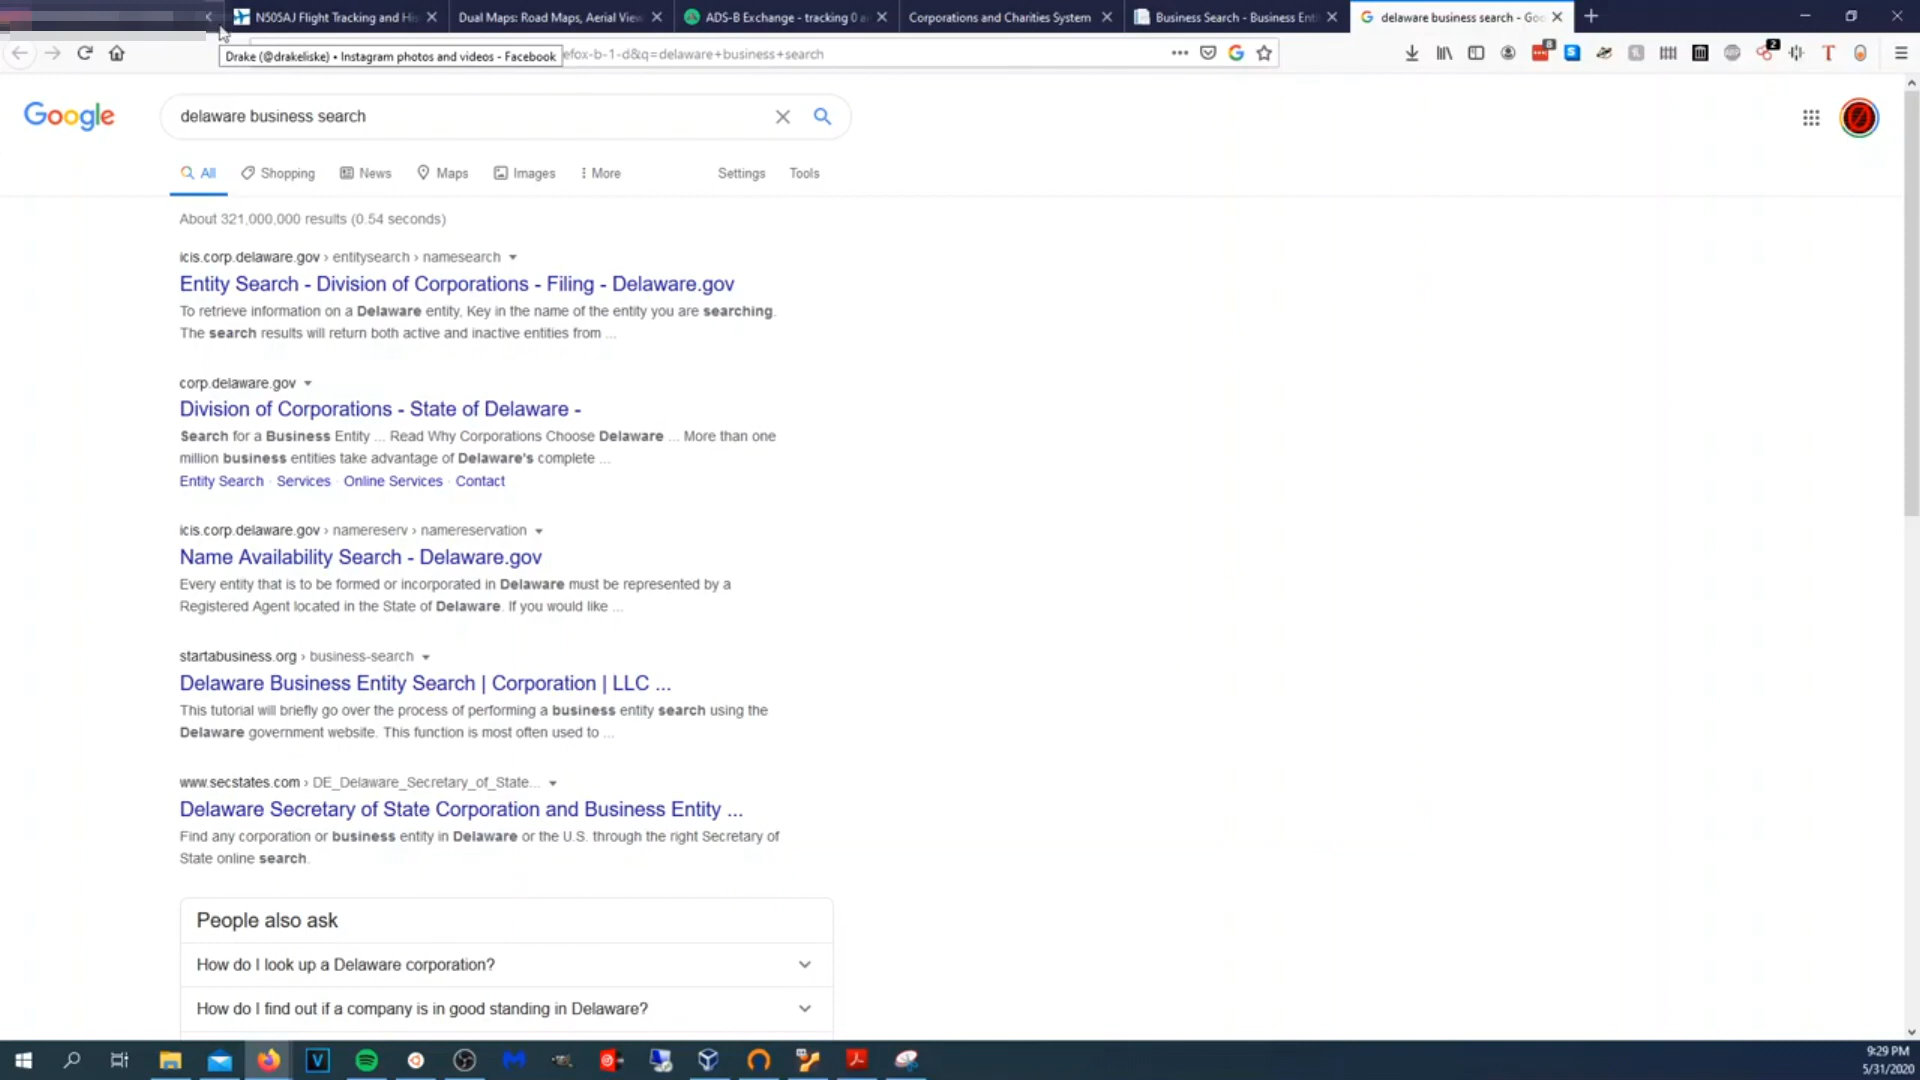 N505AJ Flight Tracking and His
Dual Maps: Road Maps, Aerial View
ADS-B Exchange - tracking 0 a
Corporations and Charities System
Business Search - Business Enti
delaware business search - Goo
Drake (@drakeliske) • Instagram photos and videos - Facebook
efox-b-1-d&q=delaware+business+search
8
2
Google
delaware business search
All
Shopping
News
Maps
Images
More
Settings
Tools
About 321,000,000 results (0.54 seconds)
icis.corp.delaware.gov › entitysearch › namesearch
Entity Search - Division of Corporations - Filing - Delaware.gov
To retrieve information on a Delaware entity, Key in the name of the entity you are searching.
The search results will return both active and inactive entities from ...
corp.delaware.gov
Division of Corporations - State of Delaware -
Search for a Business Entity ... Read Why Corporations Choose Delaware ... More than one
million business entities take advantage of Delaware's complete ...
Entity Search · Services · Online Services · Contact
icis.corp.delaware.gov › namereserv › namereservation
Name Availability Search - Delaware.gov
Every entity that is to be formed or incorporated in Delaware must be represented by a
Registered Agent located in the State of Delaware. If you would like ...
startabusiness.org › business-search
Delaware Business Entity Search | Corporation | LLC ...
This tutorial will briefly go over the process of performing a business entity search using the
Delaware government website. This function is most often used to ...
www.secstates.com › DE_Delaware_Secretary_of_State...
Delaware Secretary of State Corporation and Business Entity ...
Find any corporation or business entity in Delaware or the U.S. through the right Secretary of
State online search.
People also ask
How do I look up a Delaware corporation?
How do I find out if a company is in good standing in Delaware?
9:29 PM
5/31/2020